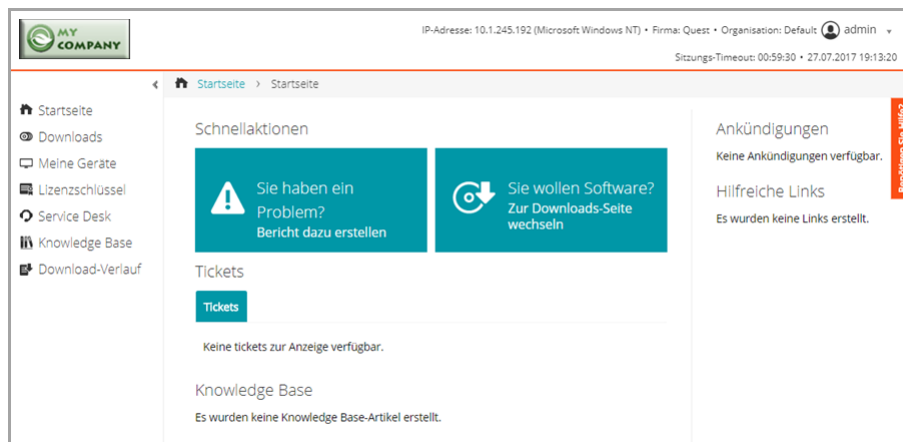 MY
COMPANY
IP-Adresse: 10.1.245.192 (Microsoft Windows NT) • Firma: Quest • Organisation: Default admin
Sitzungs-Timeout: 00:59:30 • 27.07.2017 19:13:20
Startseite > Startseite
Startseite
Downloads
Meine Geräte
Lizenzschlüssel
Service Desk
Knowledge Base
Download-Verlauf
Schnellaktionen
Sie haben ein
Problem?
Bericht dazu erstellen
Sie wollen Software?
Zur Downloads-Seite
wechseln
Tickets
Tickets
Keine tickets zur Anzeige verfügbar.
Knowledge Base
Es wurden keine Knowledge Base-Artikel erstellt.
Ankündigungen
Keine Ankündigungen verfügbar.
Hilfreiche Links
Es wurden keine Links erstellt.
Benötigen Sie Hilfe?